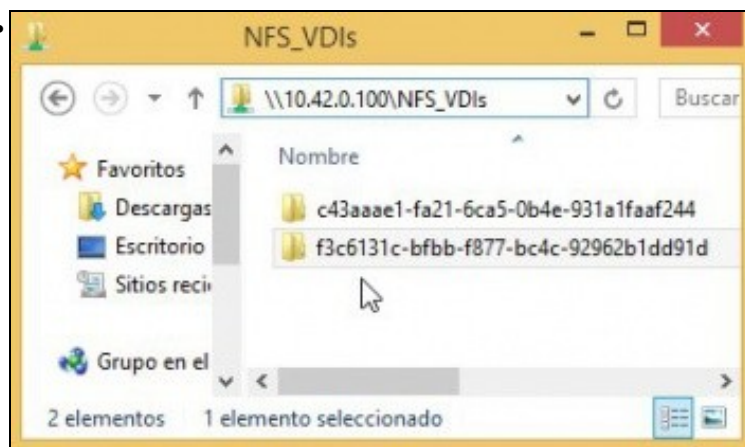 NFS_VDIs
\\10.42.0.100\NFS_VDIs
Buscar
Favoritos
Nombre
Descargas
c43aaae1-fa21-6ca5-0b4e-931a1faaf244
Escritorio
f3c6131c-bfbb-f877-bc4c-92962b1dd91d
Sitios reci
Grupo en el
2 elementos 1 elemento seleccionado